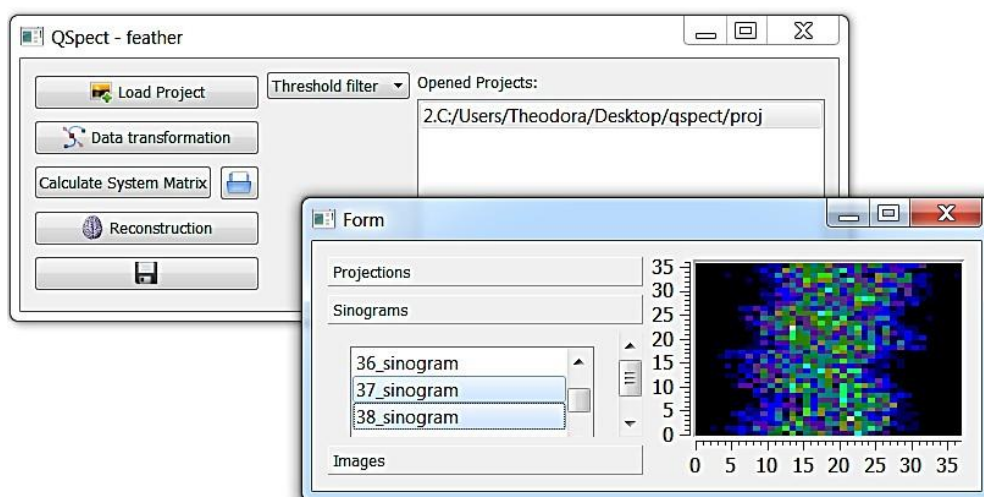 QSpect - feather
Load Project
Threshold filter
Opened Projects:
2.C:/Users/Theodora/Desktop/qspect/proj
Data transformation
Calculate System Matrix
Reconstruction
Form
Projections
Sinograms
36_sinogram
37_sinogram
38_sinogram
Images
35
30
25
20
15
10
5
0
0 5 10 15 20 25 30 35